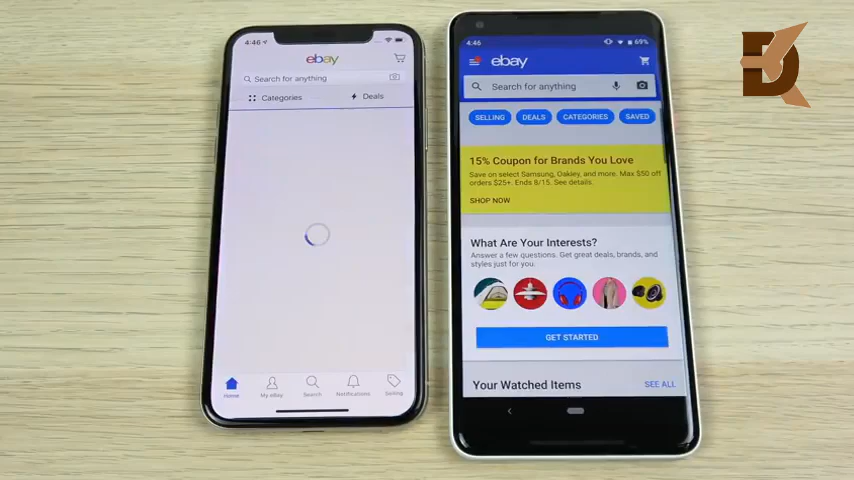 4:46
ebay
Search for anything
Categories
Deals
Home
My eBay
Search
Notifications
Selling
4:46
69%
ebay
Search for anything
SELLING
DEALS
CATEGORIES
SAVED
15% Coupon for Brands You Love
Save on select Samsung, Oakley, and more. Max $50 off
orders $25+. Ends 8/15. See details.
SHOP NOW
What Are Your Interests?
Answer a few questions. Get great deals, brands, and
styles just for you.
GET STARTED
Your Watched Items
SEE ALL
D